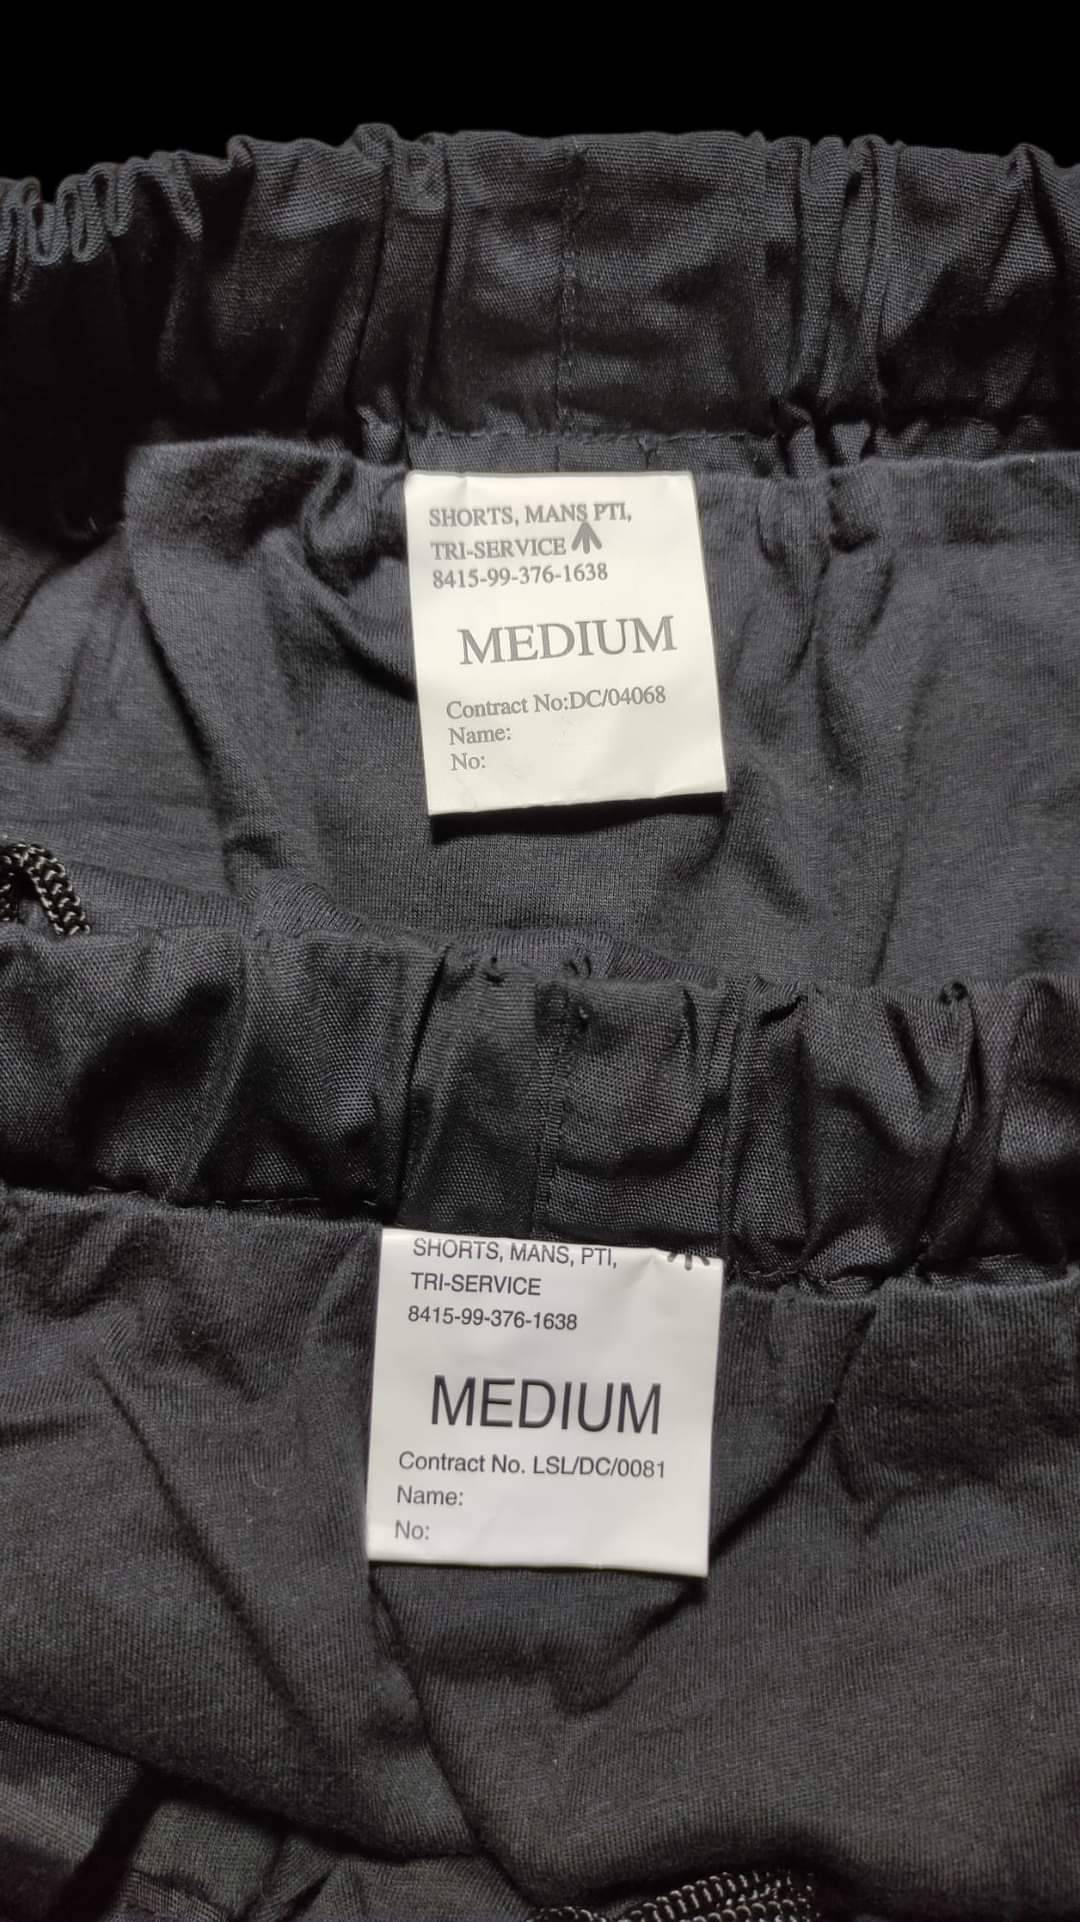 SHORTS, MANS PTI,
TRI-SERVICE
8415-99-376-1638
MEDIUM
Contract No:DC/04068
Name:
No:
SHORTS, MANS, PTI,
TRI-SERVICE
8415-99-376-1638
MEDIUM
Contract No. LSL/DC/0081
Name:
No: